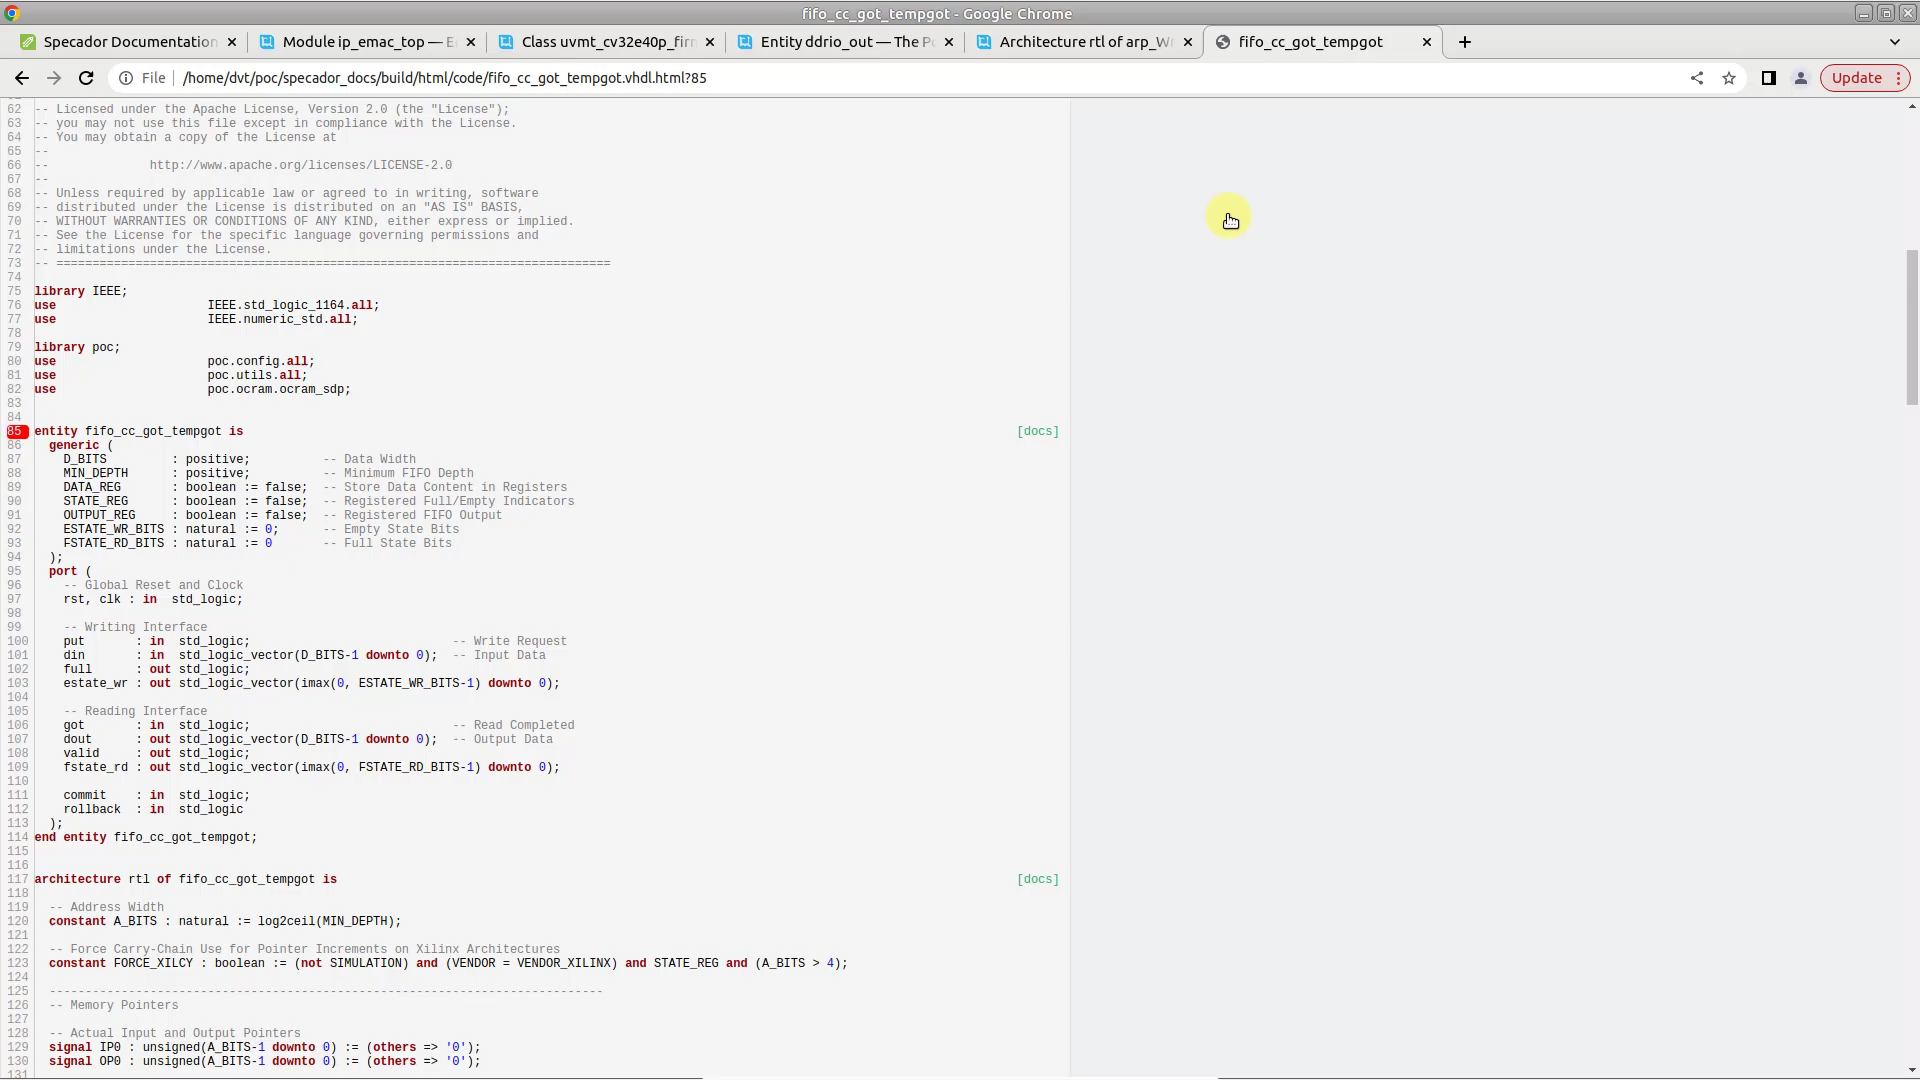 fifo_cc_got_tempgot - Google Chrome
Specador Documentation
Module ip_emac_top — E
Class uvmt_cv32e40p_firm
Entity ddrio_out — The P
Architecture rtl of arp_W
fifo_cc_got_tempgot
File /home/dvt/poc/specador_docs/build/html/code/fifo_cc_got_tempgot.vhdl.html?85
Update
62 -- Licensed under the Apache License, Version 2.0 (the "License");
63 -- you may not use this file except in compliance with the License.
64 -- You may obtain a copy of the License at
65 --
66 -- http://www.apache.org/licenses/LICENSE-2.0
67 --
68 -- Unless required by applicable law or agreed to in writing, software
69 -- distributed under the License is distributed on an "AS IS" BASIS,
70 -- WITHOUT WARRANTIES OR CONDITIONS OF ANY KIND, either express or implied.
71 -- See the License for the specific language governing permissions and
72 -- limitations under the License.
73 -- =============================================================================
74
75 library IEEE;
76 use IEEE.std_logic_1164.all;
77 use IEEE.numeric_std.all;
78
79 library poc;
80 use poc.config.all;
81 use poc.utils.all;
82 use poc.ocram.ocram_sdp;
83
84
85 entity fifo_cc_got_tempgot is [docs]
86 generic (
87 D_BITS : positive; -- Data Width
88 MIN_DEPTH : positive; -- Minimum FIFO Depth
89 DATA_REG : boolean := false; -- Store Data Content in Registers
90 STATE_REG : boolean := false; -- Registered Full/Empty Indicators
91 OUTPUT_REG : boolean := false; -- Registered FIFO Output
92 ESTATE_WR_BITS : natural := 0; -- Empty State Bits
93 FSTATE_RD_BITS : natural := 0 -- Full State Bits
94 );
95 port (
96 -- Global Reset and Clock
97 rst, clk : in std_logic;
98
99 -- Writing Interface
100 put : in std_logic; -- Write Request
101 din : in std_logic_vector(D_BITS-1 downto 0); -- Input Data
102 full : out std_logic;
103 estate_wr : out std_logic_vector(imax(0, ESTATE_WR_BITS-1) downto 0);
104
105 -- Reading Interface
106 got : in std_logic; -- Read Completed
107 dout : out std_logic_vector(D_BITS-1 downto 0); -- Output Data
108 valid : out std_logic;
109 fstate_rd : out std_logic_vector(imax(0, FSTATE_RD_BITS-1) downto 0);
110
111 commit : in std_logic;
112 rollback : in std_logic
113 );
114 end entity fifo_cc_got_tempgot;
115
116
117 architecture rtl of fifo_cc_got_tempgot is [docs]
118
119 -- Address Width
120 constant A_BITS : natural := log2ceil(MIN_DEPTH);
121
122 -- Force Carry-Chain Use for Pointer Increments on Xilinx Architectures
123 constant FORCE_XILCY : boolean := (not SIMULATION) and (VENDOR = VENDOR_XILINX) and STATE_REG and (A_BITS > 4);
124
125 -----------------------------------------------------------------------------
126 -- Memory Pointers
127
128 -- Actual Input and Output Pointers
129 signal IP0 : unsigned(A_BITS-1 downto 0) := (others => '0');
130 signal OP0 : unsigned(A_BITS-1 downto 0) := (others => '0');
131